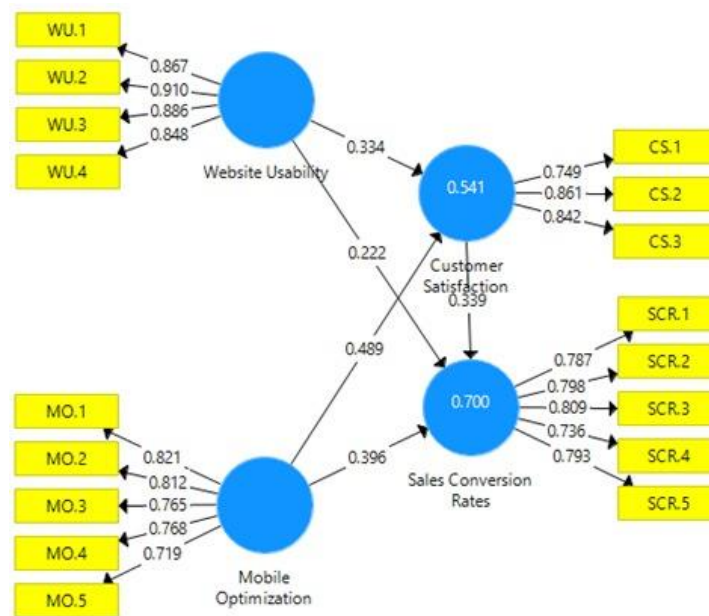 WU.1
WU.2
WU.3
WU.4
0.867
0.910
0.886
0.848
Website Usability
0.334
0.222
0.489
0.396
0.541
Customer
Satisfaction
0.339
0.749
0.861
0.842
CS.1
CS.2
CS.3
0.700
Sales Conversion
Rates
0.787
0.798
0.809
0.736
0.793
SCR.1
SCR.2
SCR.3
SCR.4
SCR.5
MO.1
MO.2
MO.3
MO.4
MO.5
0.821
0.812
0.765
0.768
0.719
Mobile
Optimization